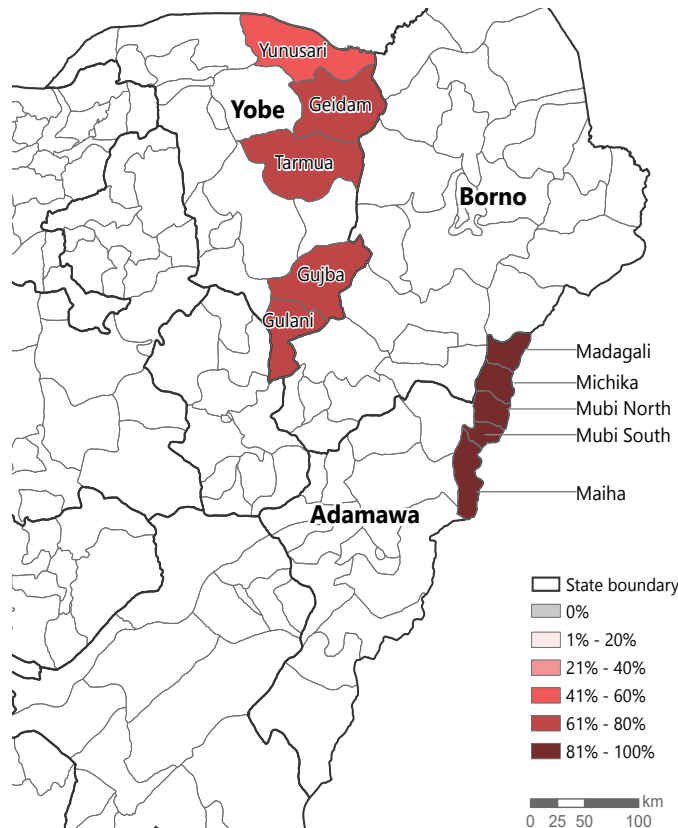 Yunusari
Yobe
Geidam
Tarmua
Borno
Gujba
Gulani
Madagali
Michika
Mubi North
Mubi South
Maiha
Adamawa
State boundary
0%
1% - 20%
21% - 40%
41% - 60%
61% - 80%
81% - 100%
km
0 25 50 100